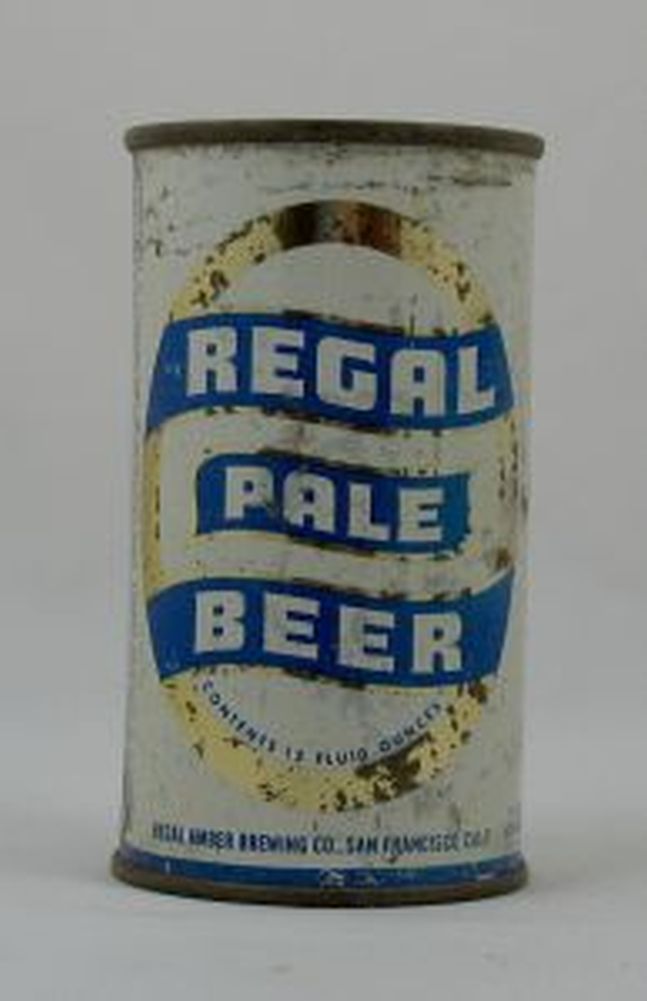 REGAL
PALE
BEER
CONTENTS 12 FLUID OUNCES
REGAL AMBER BREWING CO., SAN FRANCISCO, CALIF.